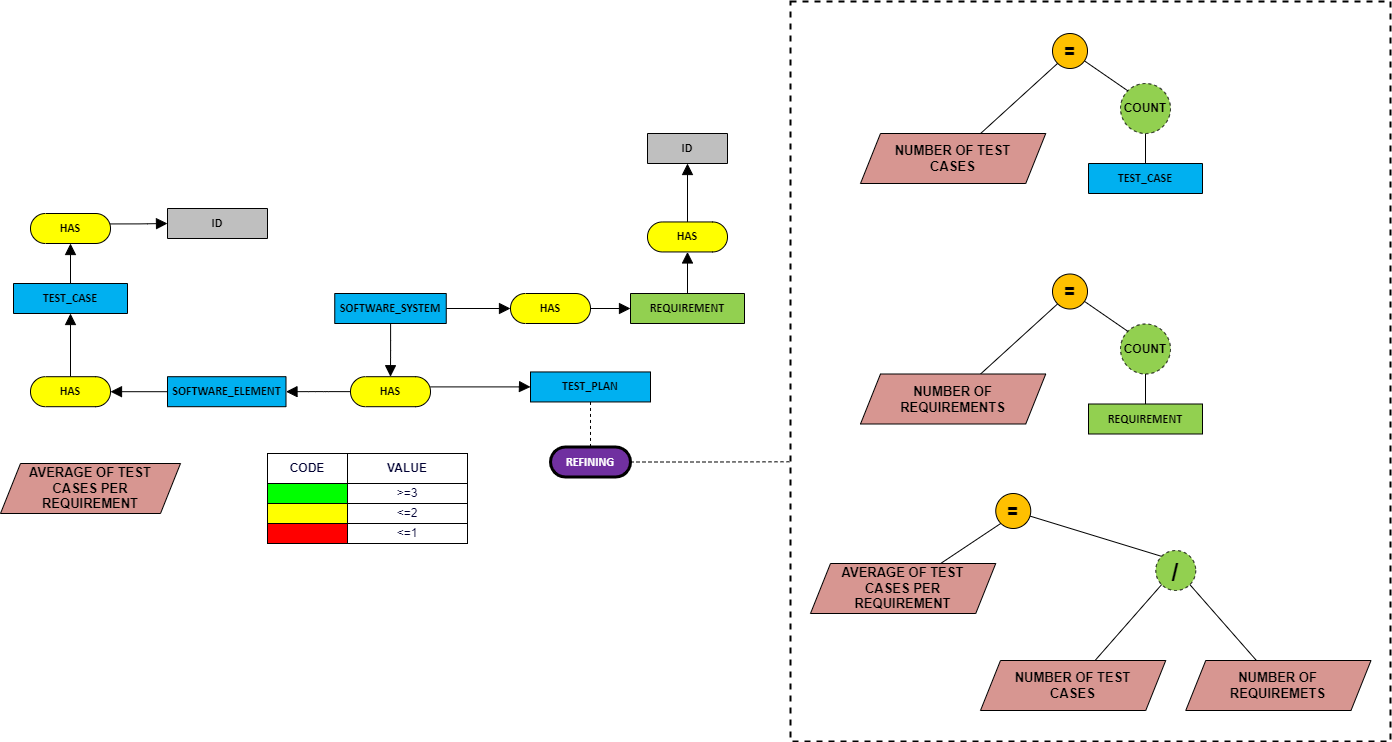 =
COUNT
NUMBER OF TEST
CASES
TEST_CASE
ID
HAS
ID
HAS
TEST_CASE
SOFTWARE_SYSTEM
HAS
REQUIREMENT
HAS
SOFTWARE_ELEMENT
HAS
TEST_PLAN
REFINING
AVERAGE OF TEST
CASES PER
REQUIREMENT
CODE VALUE
>=3
<=2
<=1
=
COUNT
NUMBER OF
REQUIREMENTS
REQUIREMENT
=
/
AVERAGE OF TEST
CASES PER
REQUIREMENT
NUMBER OF TEST
CASES
NUMBER OF
REQUIREMETS